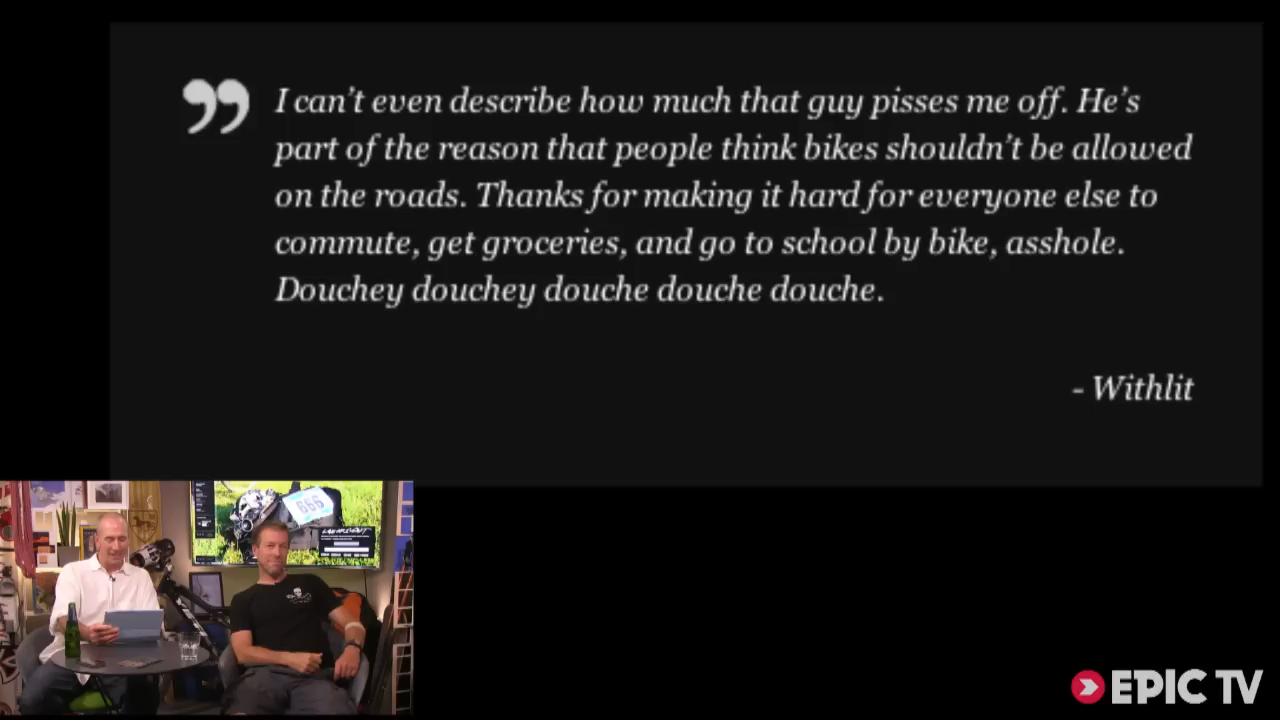 I can't even describe how much that guy pisses me off. He's
part of the reason that people think bikes shouldn't be allowed
on the roads. Thanks for making it hard for everyone else to
commute, get groceries, and go to school by bike, asshole.
Douchey douchey douche douche douche.
- Withlit
666
EPIC TV